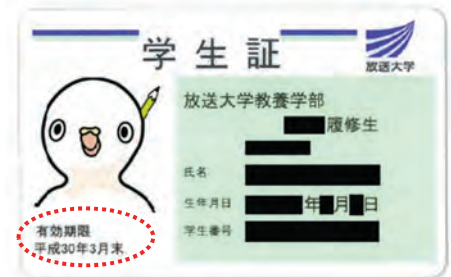 学生証
放送大学
放送大学教養学部
履修生
氏名
生年月日 年 月 日
学生番号
有効期限
平成30年3月末